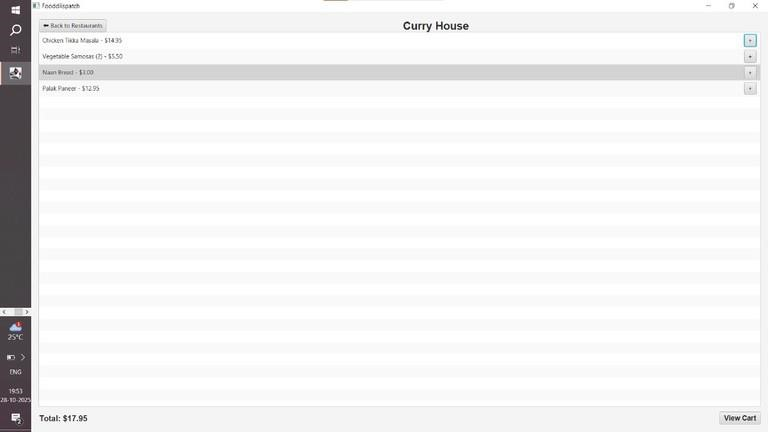 Fooddispatch
⬅ Back to Restaurants
Curry House
Chicken Tikka Masala - $14.95
+
Vegetable Samosas (2) - $5.50
+
Naan Bread - $3.00
+
Palak Paneer - $12.95
+
25°C
ENG
19:53
28-10-2025
2
Total: $17.95
View Cart